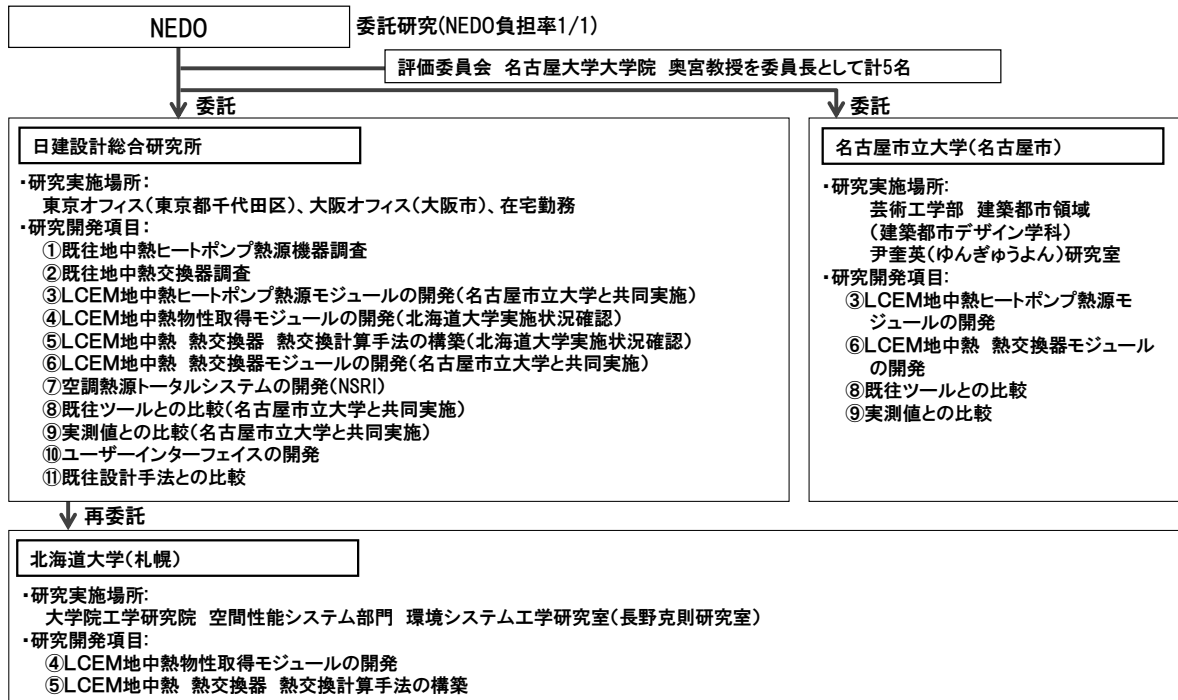 NEDO
委託研究(NEDO負担率1/1)
評価委員会 名古屋大学大学院 奥宮教授を委員長として計5名
委託
委託
日建設計総合研究所
・研究実施場所：
東京オフィス(東京都千代田区)、大阪オフィス(大阪市)、在宅勤務
・研究開発項目：
①既往地中熱ヒートポンプ熱源機器調査
②既往地中熱交換器調査
③LCEM地中熱ヒートポンプ熱源モジュールの開発(名古屋市立大学と共同実施)
④LCEM地中熱物性取得モジュールの開発(北海道大学実施状況確認)
⑤LCEM地中熱 熱交換器 熱交換計算手法の構築(北海道大学実施状況確認)
⑥LCEM地中熱 熱交換器モジュールの開発(名古屋市立大学と共同実施)
⑦空調熱源トータルシステムの開発(NSRI)
⑧既往ツールとの比較(名古屋市立大学と共同実施)
⑨実測値との比較(名古屋市立大学と共同実施)
⑩ユーザーインターフェイスの開発
⑪既往設計手法との比較
名古屋市立大学(名古屋市)
・研究実施場所:
芸術工学部 建築都市領域
(建築都市デザイン学科)
尹奎英(ゆんぎゅうよん)研究室
・研究開発項目:
③LCEM地中熱ヒートポンプ熱源モ
ジュールの開発
⑥LCEM地中熱 熱交換器モジュール
の開発
⑧既往ツールとの比較
⑨実測値との比較
再委託
北海道大学(札幌)
・研究実施場所:
大学院工学研究院 空間性能システム部門 環境システム工学研究室(長野克則研究室)
・研究開発項目:
④LCEM地中熱物性取得モジュールの開発
⑤LCEM地中熱 熱交換器 熱交換計算手法の構築